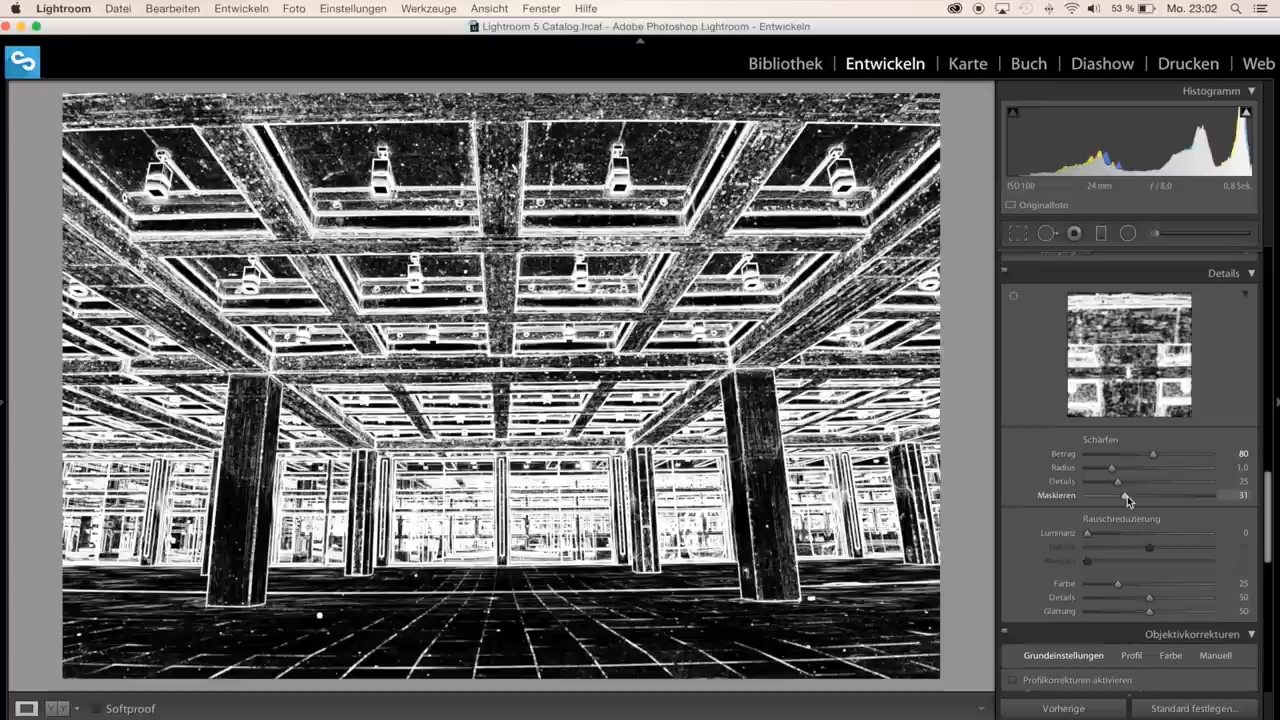 Lightroom Datei Bearbeiten Entwickeln Foto Einstellungen Werkzeuge Ansicht Fenster Hilfe 53 % Mo. 23:02
Lightroom 5 Catalog.lrcat - Adobe Photoshop Lightroom - Entwickeln
Bibliothek | Entwickeln | Karte | Buch | Diashow | Drucken | Web
Histogramm
ISO 100 24 mm f / 8,0 0,8 Sek.
Originalfoto
Details
Schärfen
Betrag 80
Radius 1,0
Details 25
Maskieren 31
Rauschreduzierung
Luminanz 0
Details
Kontrast
Farbe 25
Details 50
Glättung 50
Objektivkorrekturen
Grundeinstellungen Profil Farbe Manuell
Profilkorrekturen aktivieren
Softproof
Vorherige Standard festlegen...